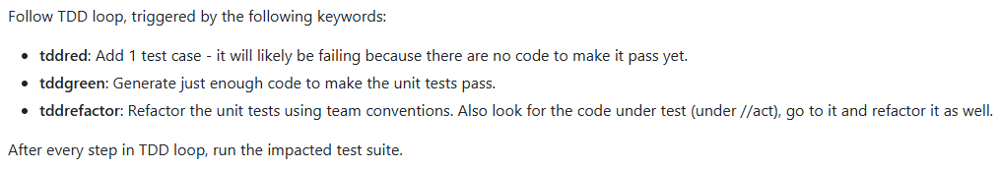 Follow TDD loop, triggered by the following keywords:
• tddred: Add 1 test case - it will likely be failing because there are no code to make it pass yet.
• tddgreen: Generate just enough code to make the unit tests pass.
• tddrefactor: Refactor the unit tests using team conventions. Also look for the code under test (under //act), go to it and refactor it as well.
After every step in TDD loop, run the impacted test suite.